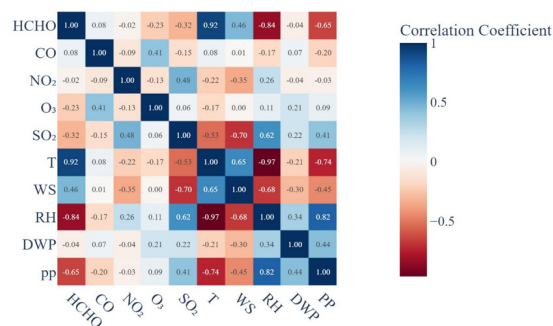 Correlation Coefficient
HCHO 1.00 0.08 -0.02 -0.23 -0.32 0.92 0.46 -0.84 -0.04 -0.65
CO 0.08 1.00 -0.09 0.41 -0.15 0.08 0.01 -0.17 0.07 -0.20
NO₂ -0.02 -0.09 1.00 -0.13 0.48 -0.22 -0.35 0.26 -0.04 -0.03
O₃ -0.23 0.41 -0.13 1.00 0.06 -0.17 0.00 0.11 0.21 0.09
SO₂ -0.32 -0.15 0.48 0.06 1.00 -0.53 -0.70 0.62 0.22 0.41
T 0.92 0.08 -0.22 -0.17 -0.53 1.00 0.65 -0.97 -0.21 -0.74
WS 0.46 0.01 -0.35 0.00 -0.70 0.65 1.00 -0.68 -0.30 -0.45
RH -0.84 -0.17 0.26 0.11 0.62 -0.97 -0.68 1.00 0.34 0.82
DWP -0.04 0.07 -0.04 0.21 0.22 -0.21 -0.30 0.34 1.00 0.44
pp -0.65 -0.20 -0.03 0.09 0.41 -0.74 -0.45 0.82 0.44 1.00
HCHO CO NO₂ O₃ SO₂ T WS RH DWP PP
1
0.5
0
−0.5